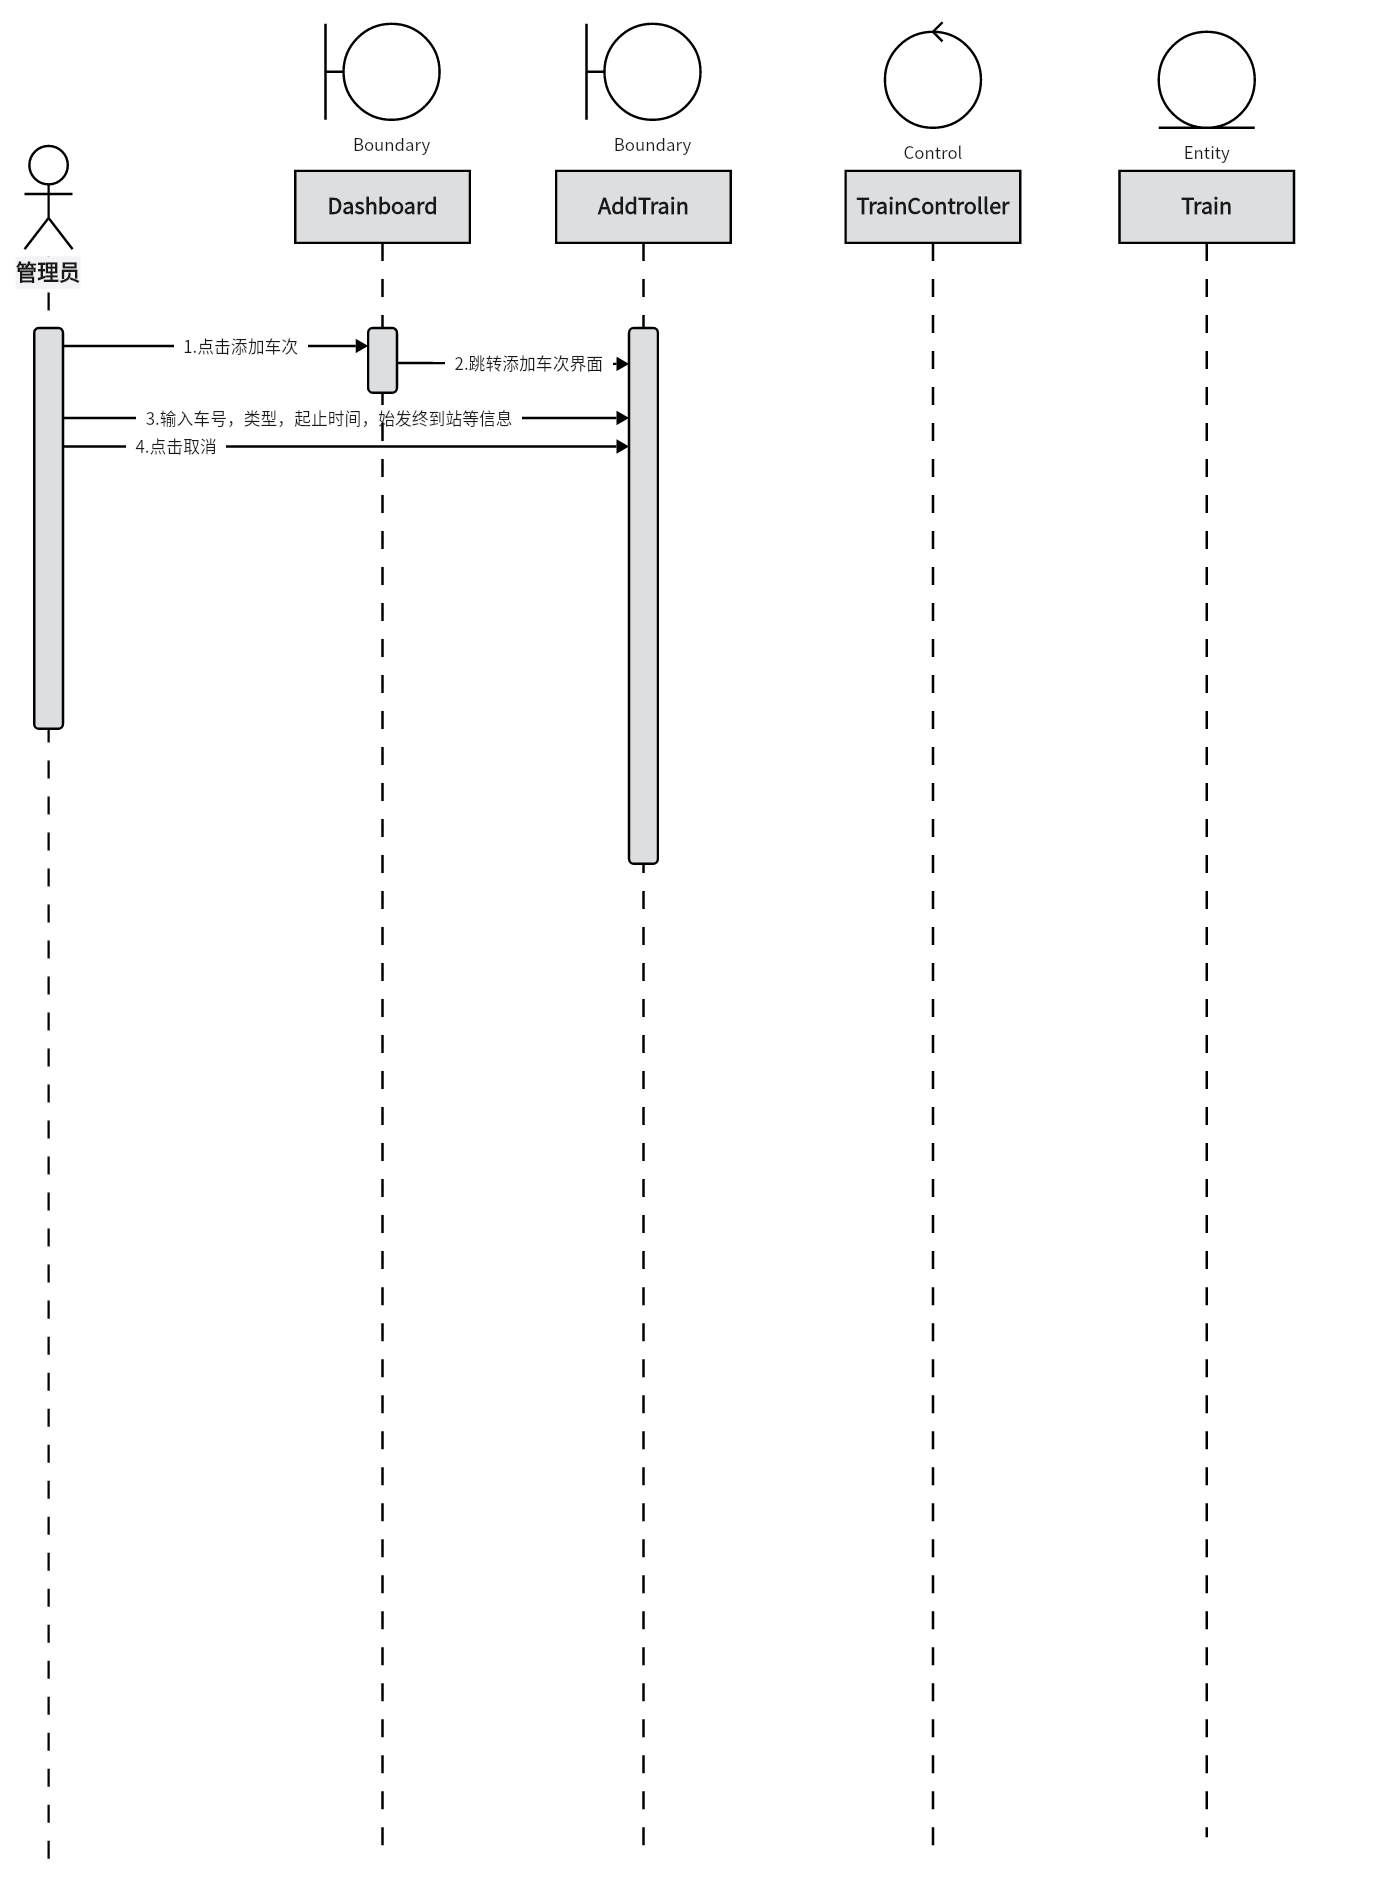 Boundary
Boundary
Control
Entity
Dashboard
AddTrain
TrainController
Train
管理员
1.点击添加车次
2.跳转添加车次界面
3.输入车号，类型，起止时间，始发终到站等信息
4.点击取消